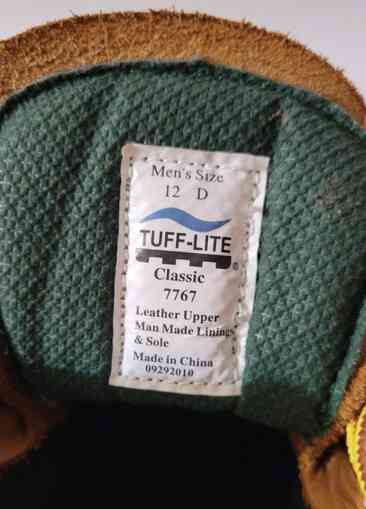 Men's Size
12 D
TUFF-LITE
®
Classic
7767
Leather Upper
Man Made Linings
& Sole
Made in China
09292010